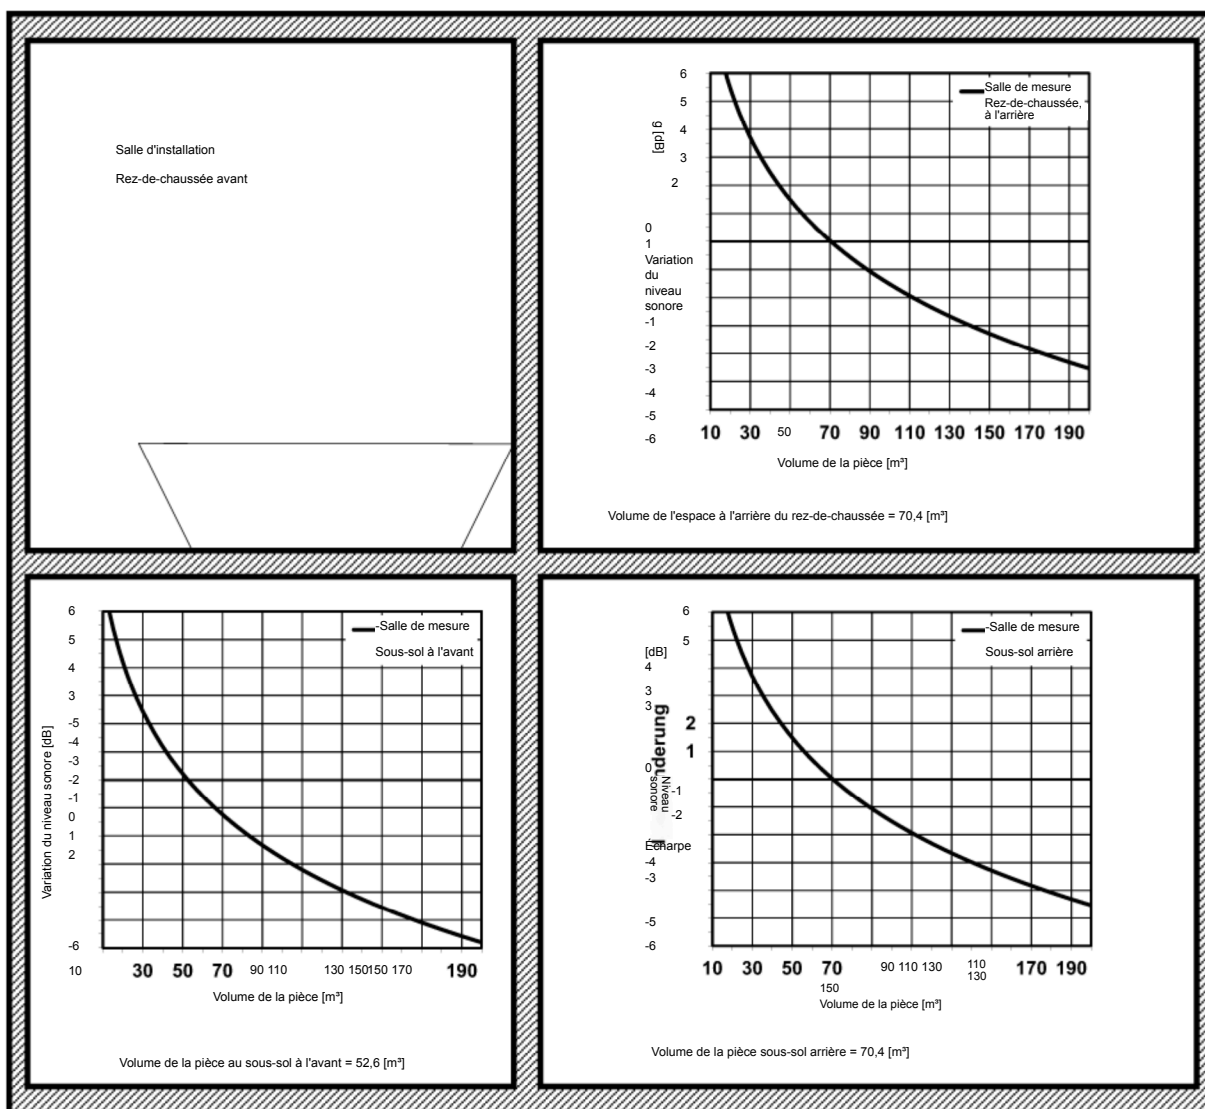 Salle d'installation
Rez-de-chaussée avant
6
5
4
3
2
g [dB]
0
1
Variation
du
niveau
sonore
-1
-2
-3
-4
-5
-6
Salle de mesure
Rez-de-chaussée,
à l'arrière
10 30 50 70 90 110 130 150 170 190
Volume de la pièce [m³]
Volume de l'espace à l'arrière du rez-de-chaussée = 70,4 [m³]
6
5
4
3
-5
-4
-3
-2
-1
0
1
2
-6
Variation du niveau sonore [dB]
-Salle de mesure
Sous-sol à l'avant
10 30 50 70 90 110 130 150150 170 190
Volume de la pièce [m³]
Volume de la pièce au sous-sol à l'avant = 52,6 [m³]
6
5
[dB]
4
3
3
2
1
nderung
0
Niveau
sonore
-1
-2
Écharpe
-4
-3
-5
-6
-Salle de mesure
Sous-sol arrière
10 30 50 70 90 110 130 110 170 190
130
150
Volume de la pièce [m³]
Volume de la pièce sous-sol arrière = 70,4 [m³]